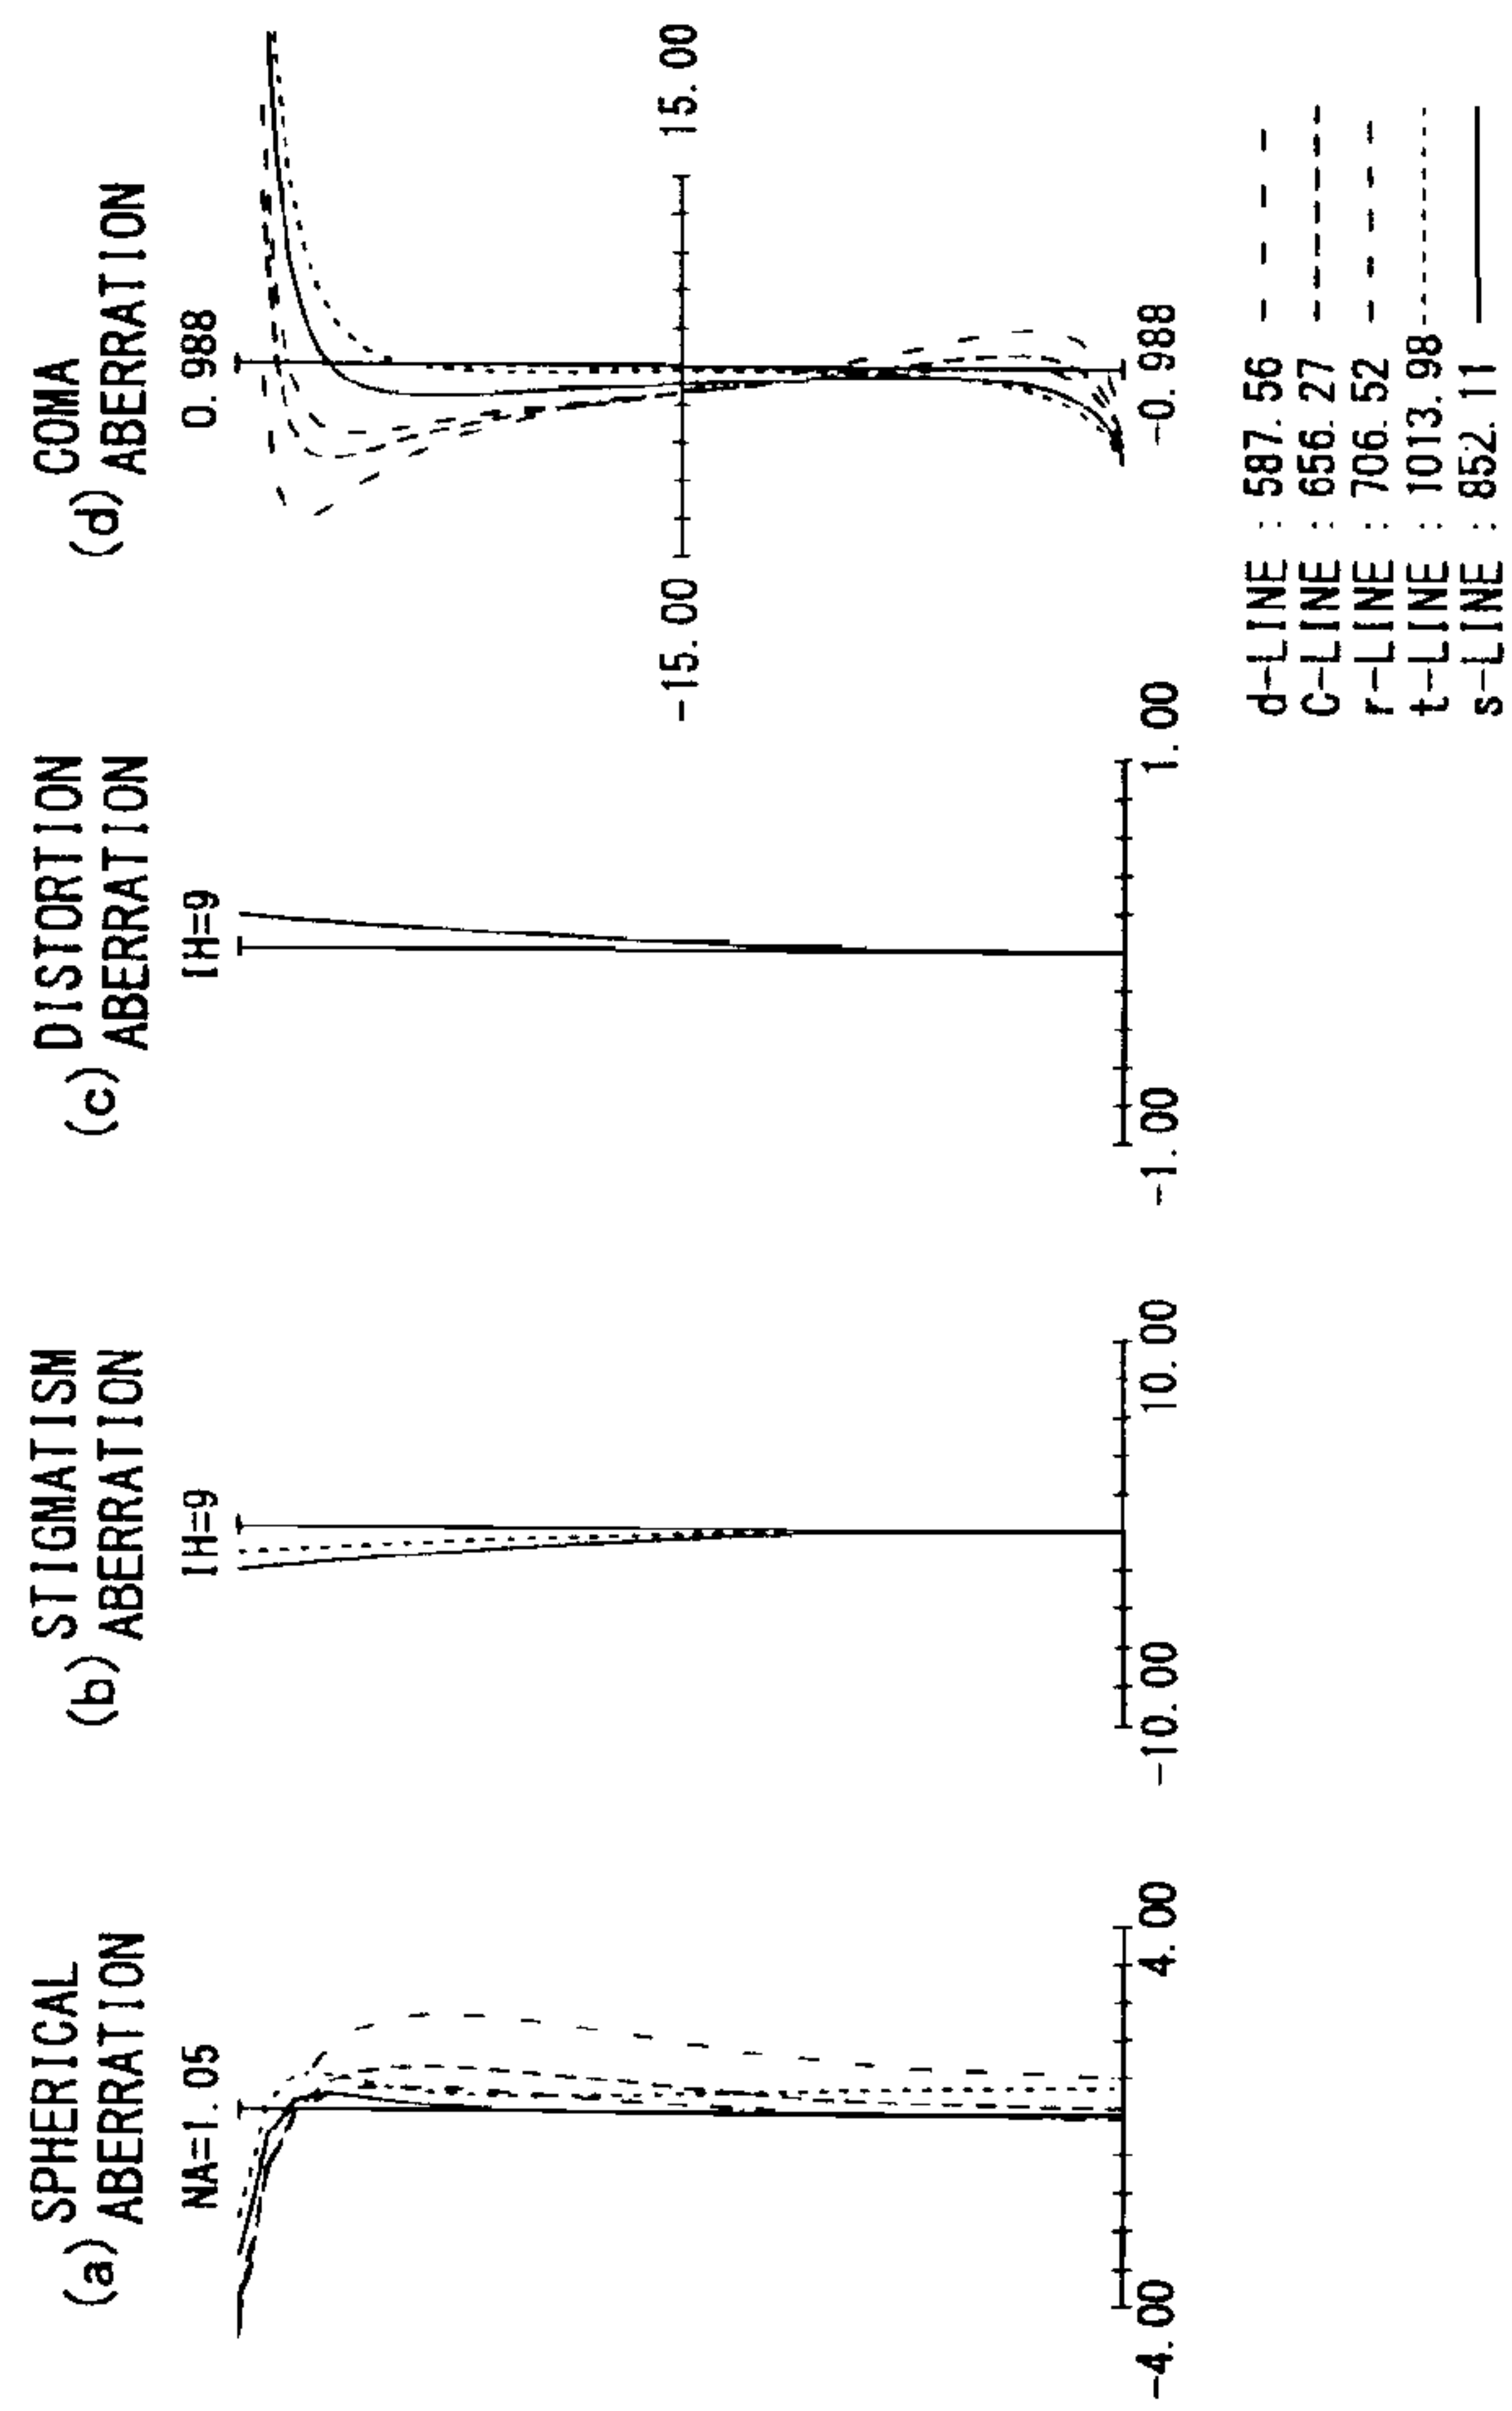 (a) SPHERICAL
ABERRATION
NA=1.05
-4.00
4.00
(b) STIGMATISM
ABERRATION
IH=9
-10.00
10.00
(c) DISTORTION
ABERRATION
IH=9
-1.00
1.00
(d) COMA
ABERRATION
0.988
-15.00
15.00
-0.988
d-LINE : 587.56
C-LINE : 656.27
r-LINE : 706.52
t-LINE : 1013.98
s-LINE : 852.11